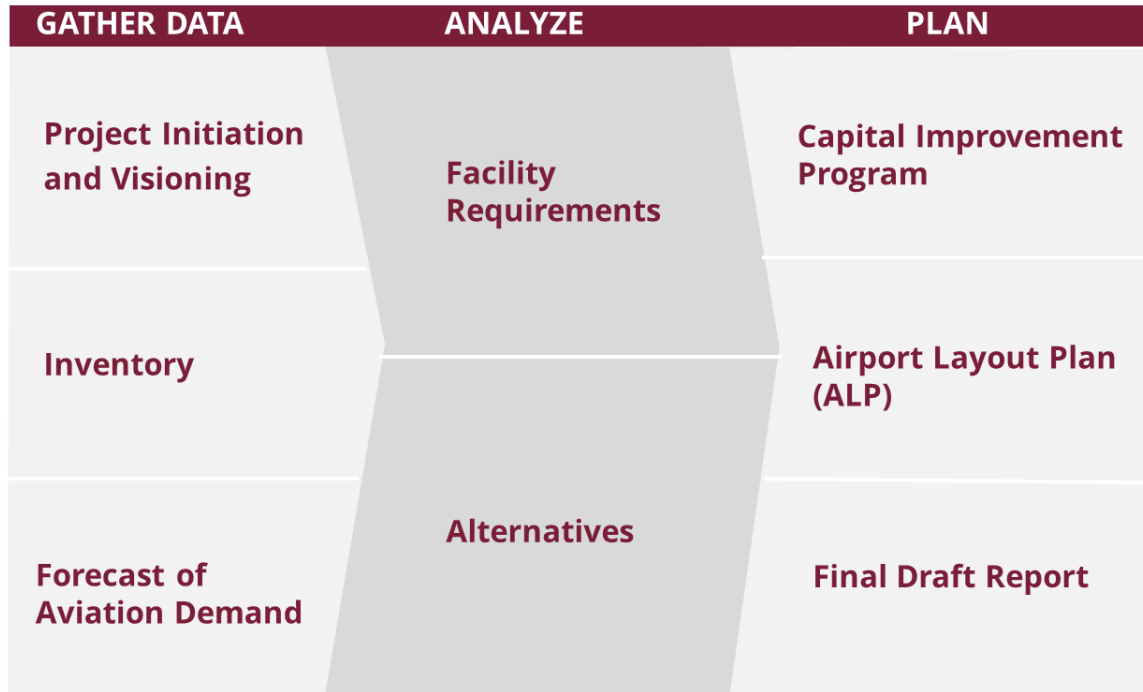 GATHER DATA
ANALYZE
PLAN
Project Initiation
and Visioning
Inventory
Forecast of
Aviation Demand
Facility
Requirements
Alternatives
Capital Improvement
Program
Airport Layout Plan
(ALP)
Final Draft Report